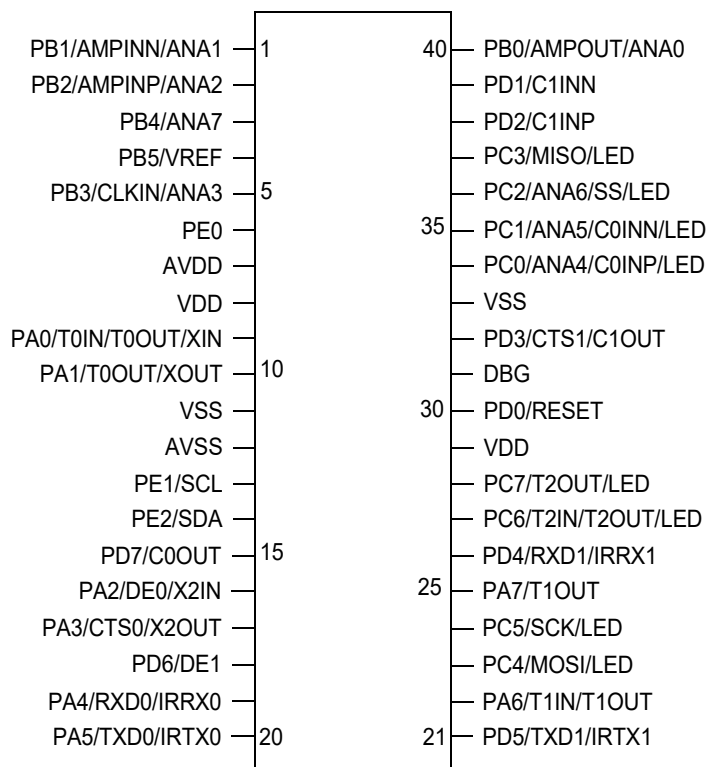 PB1/AMPINN/ANA1 1 40 PB0/AMPOUT/ANA0
PB2/AMPINP/ANA2 PD1/C1INN
PB4/ANA7 PD2/C1INP
PB5/VREF PC3/MISO/LED
PB3/CLKIN/ANA3 5 PC2/ANA6/SS/LED
PE0 35 PC1/ANA5/C0INN/LED
AVDD PC0/ANA4/C0INP/LED
VDD VSS
PA0/T0IN/T0OUT/XIN PD3/CTS1/C1OUT
PA1/T0OUT/XOUT 10 DBG
VSS 30 PD0/RESET
AVSS VDD
PE1/SCL PC7/T2OUT/LED
PE2/SDA PC6/T2IN/T2OUT/LED
PD7/C0OUT 15 PD4/RXD1/IRRX1
PA2/DE0/X2IN 25 PA7/T1OUT
PA3/CTS0/X2OUT PC5/SCK/LED
PD6/DE1 PC4/MOSI/LED
PA4/RXD0/IRRX0 PA6/T1IN/T1OUT
PA5/TXD0/IRTX0 20 21 PD5/TXD1/IRTX1